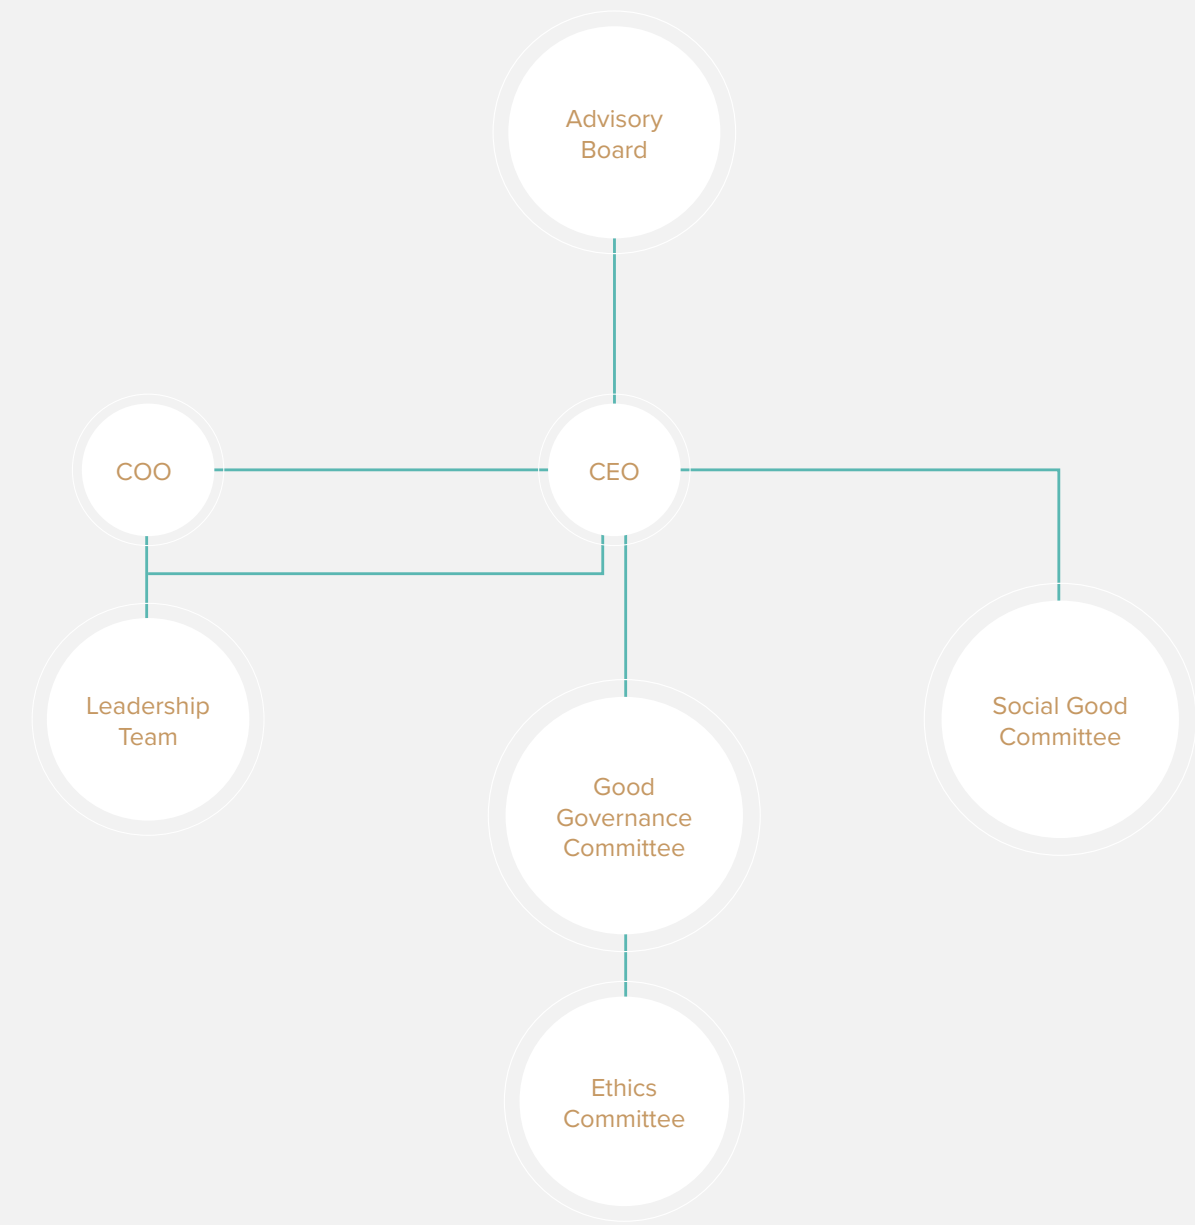 Advisory
Board
COO
CEO
Leadership
Team
Social Good
Committee
Good
Governance
Committee
Ethics
Committee